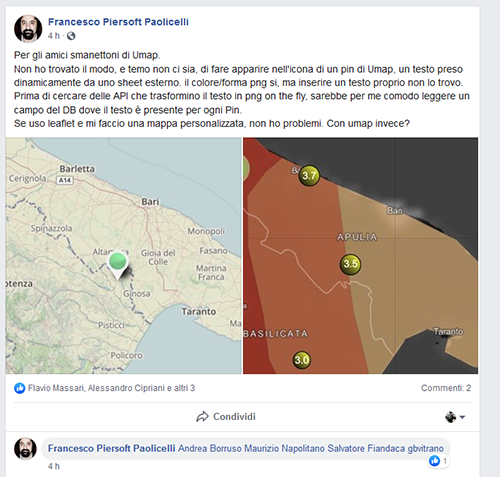 Francesco Piersoft Paolicelli
4 h ·
Per gli amici smanettoni di Umap.
Non ho trovato il modo, e temo non ci sia, di fare apparire nell'icona di un pin di Umap, un testo preso
dinamicamente da uno sheet esterno. il colore/forma png si, ma inserire un testo proprio non lo trovo.
Prima di cercare delle API che trasformino il testo in png on the fly, sarebbe per me comodo leggere un
campo del DB dove il testo è presente per ogni Pin.
Se uso leaflet e mi faccio una mappa personalizzata, non ho problemi. Con umap invece?
Barletta
A14
Bari
Spinazzola
Monopoli
Altamura
Gioia del
Colle
Fasano
Martina
Franca
otenza
Ginosa
Taranto
Pisticci
Policoro
Ba
3.7
Bari
APULIA
3.5
Taranto
BASILICATA
3.0
Flavio Massari, Alessandro Cipriani e altri 3
Commenti: 2
Condividi
Francesco Piersoft Paolicelli Andrea Borruso Maurizio Napolitano Salvatore Fiandaca gbvitrano
1
4 h